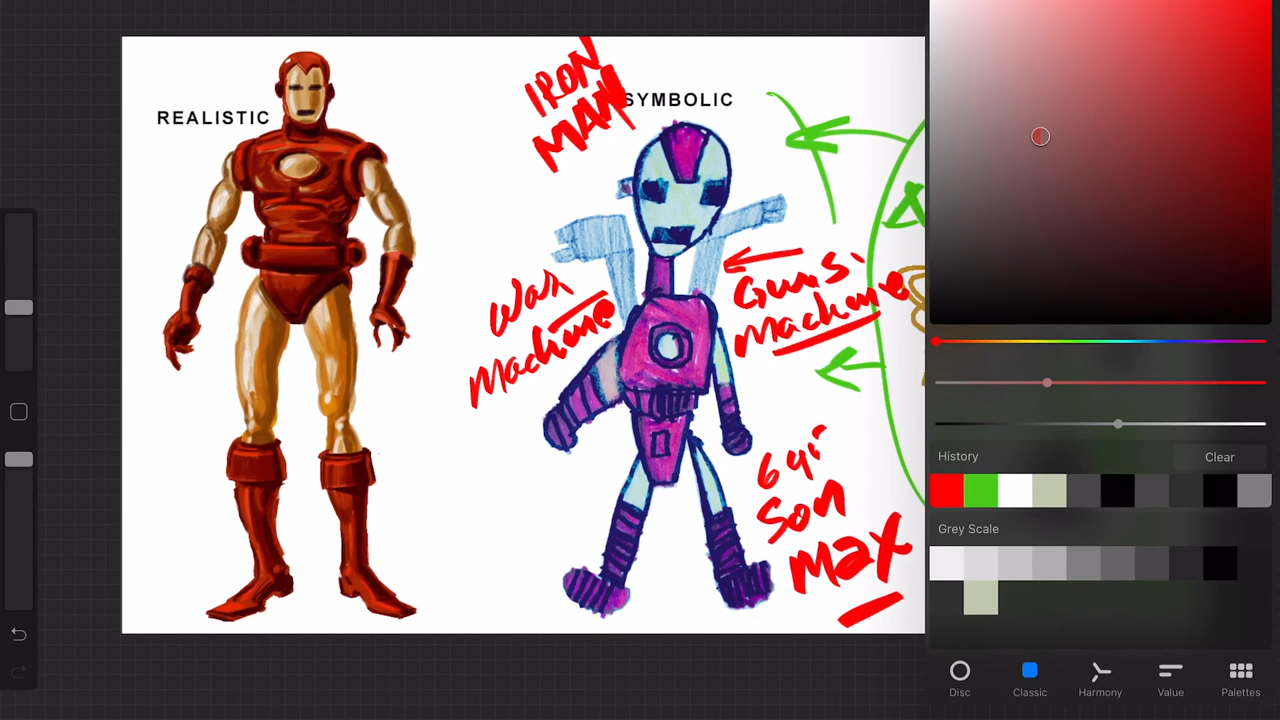 REALISTIC
IRON
MAN
SYMBOLIC
War
Machine
Guns
Machine
Son
Max
History
Clear
Grey Scale
Disc
Classic
Harmony
Value
Palettes